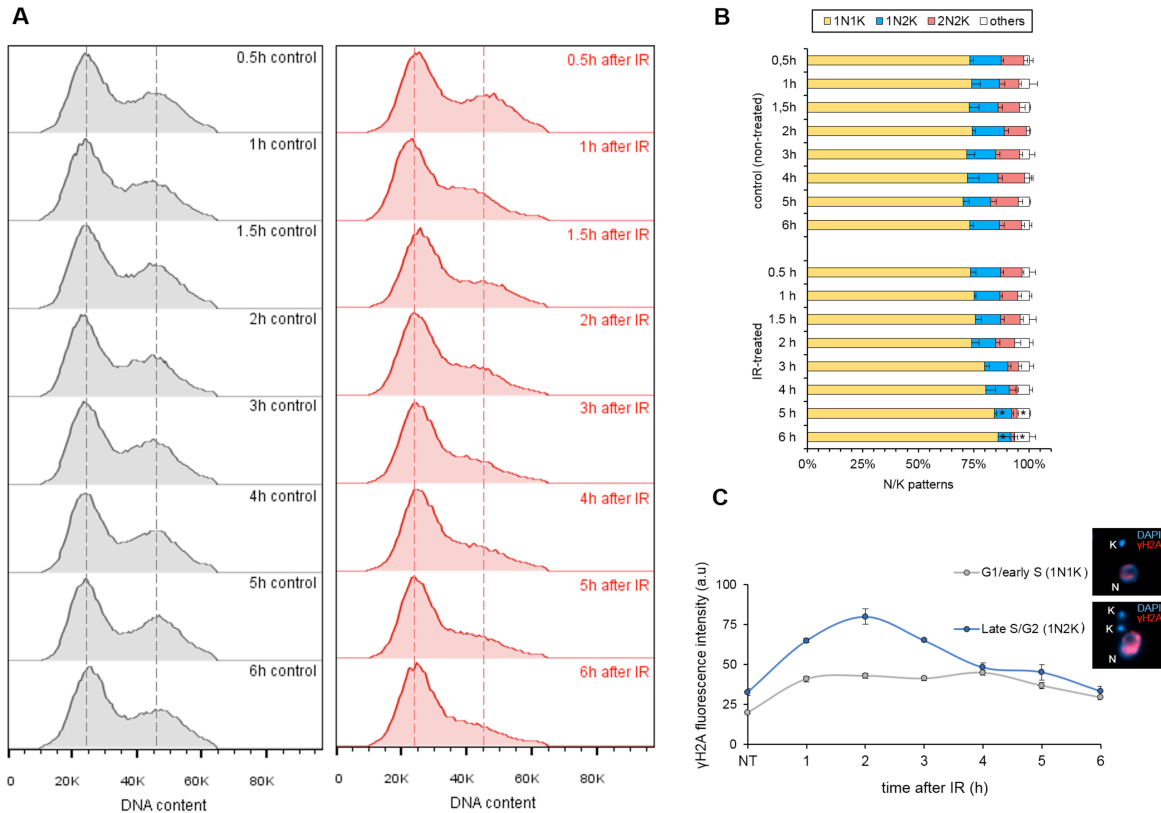 A
0.5h control
1h control
1.5h control
2h control
3h control
4h control
5h control
6h control
0 20K 40K 60K 80K
DNA content
0.5h after IR
1h after IR
1.5h after IR
2h after IR
3h after IR
4h after IR
5h after IR
6h after IR
0 20K 40K 60K 80K
DNA content
B
1N1K 1N2K 2N2K others
control (non-treated)
0,5h
1h
1,5h
2h
3h
4h
5h
6h
IR-treated
0.5 h
1 h
1.5 h
2 h
3 h
4 h
5 h * *
6 h * *
0% 25% 50% 75% 100%
N/K patterns
C
γH2A fluorescence intensity (a.u)
100
75
50
25
0
NT 1 2 3 4 5 6
time after IR (h)
G1/early S (1N1K)
Late S/G2 (1N2K)
DAPI
γH2A
K
N
DAPI
γH2A
K
K
N